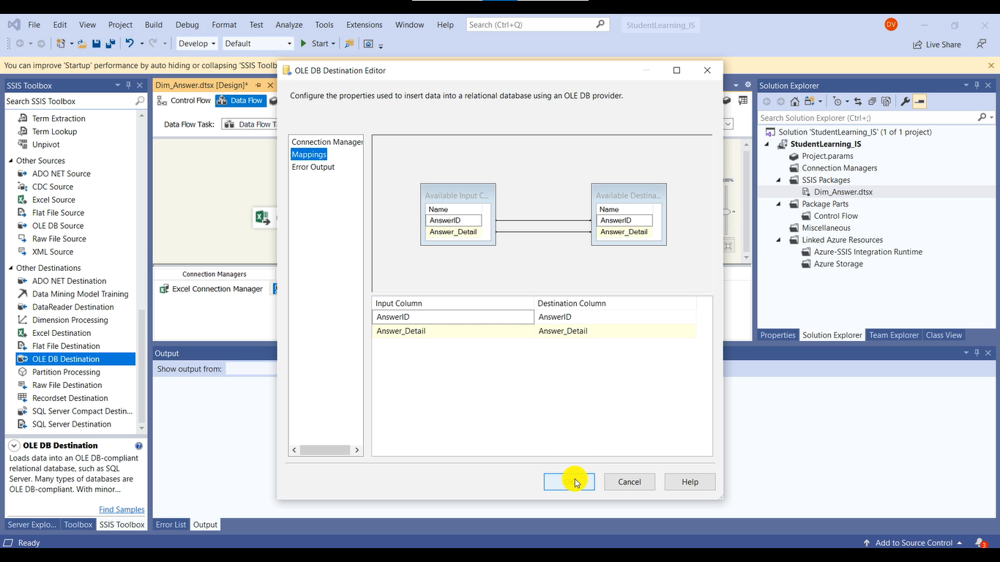 File Edit View Project Build Debug Format Test Analyze Tools Extensions Window Help Search (Ctrl+Q) StudentLearning_IS DV
Develop Default Start Live Share
You can improve 'Startup' performance by auto hiding or collapsing 'SSIS Toolb
SSIS Toolbox
Search SSIS Toolbox
Term Extraction
Term Lookup
Unpivot
Other Sources
ADO NET Source
CDC Source
Excel Source
Flat File Source
OLE DB Source
Raw File Source
XML Source
Other Destinations
ADO NET Destination
Data Mining Model Training
DataReader Destination
Dimension Processing
Excel Destination
Flat File Destination
OLE DB Destination
Partition Processing
Raw File Destination
Recordset Destination
SQL Server Compact Destin...
SQL Server Destination
OLE DB Destination
Loads data into an OLE DB-compliant
relational database, such as SQL
Server. Many types of databases are
OLE DB-compliant. With minor...
Find Samples
Server Explo... Toolbox SSIS Toolbox
Dim_Answer.dtsx [Design]*
Control Flow Data Flow
Data Flow Task: Data Flow T
100%
Connection Managers
Excel Connection Manager
Output
Show output from:
Error List Output
OLE DB Destination Editor
Configure the properties used to insert data into a relational database using an OLE DB provider.
Connection Manager
Mappings
Error Output
Available Input C...
Name
AnswerID
Answer_Detail
Available Destina...
Name
AnswerID
Answer_Detail
Input Column Destination Column
AnswerID AnswerID
Answer_Detail Answer_Detail
Cancel Help
Solution Explorer
Search Solution Explorer (Ctrl+;)
Solution 'StudentLearning_IS' (1 of 1 project)
StudentLearning_IS
Project.params
Connection Managers
SSIS Packages
Dim_Answer.dtsx
Package Parts
Control Flow
Miscellaneous
Linked Azure Resources
Azure-SSIS Integration Runtime
Azure Storage
Properties Solution Explorer Team Explorer Class View
Ready Add to Source Control 3